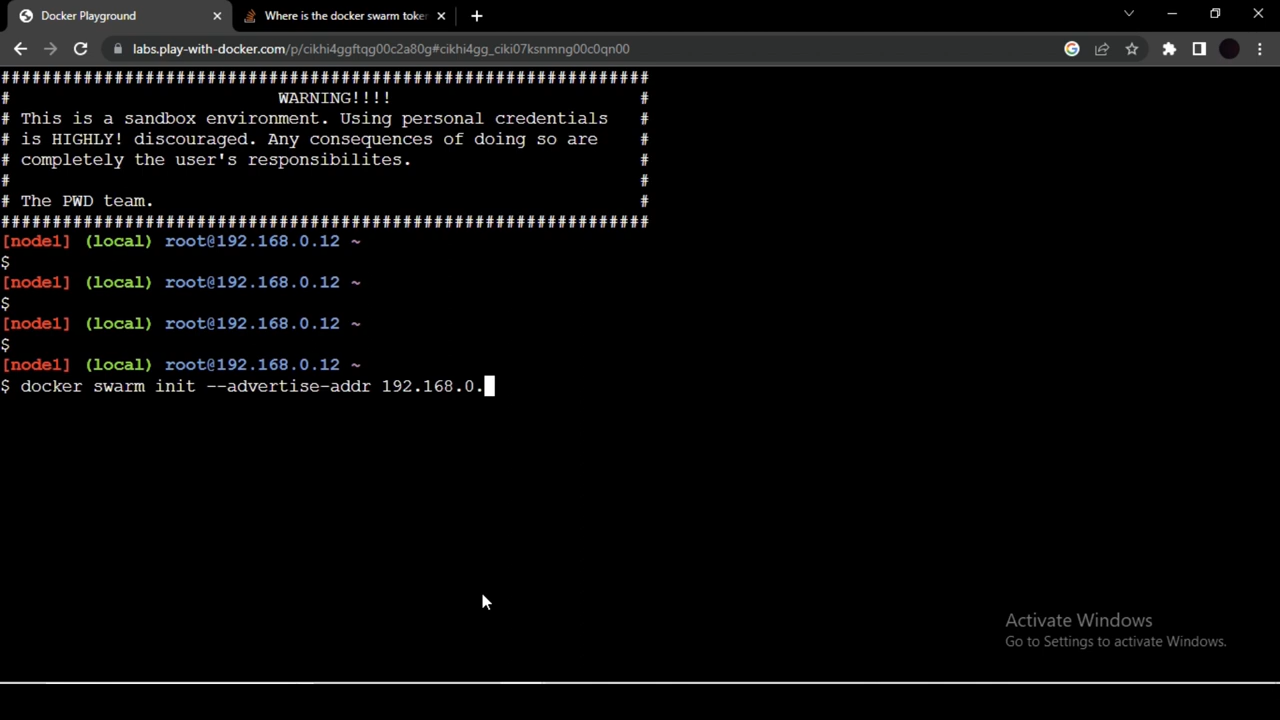 Docker Playground
Where is the docker swarm toke
labs.play-with-docker.com/p/cikhi4ggftqg00c2a80g#cikhi4gg_ciki07ksnmng00c0qn00
###############################################################
# WARNING!!!! #
# This is a sandbox environment. Using personal credentials #
# is HIGHLY! discouraged. Any consequences of doing so are #
# completely the user's responsibilites. #
# #
# The PWD team. #
###############################################################
[node1] (local) root@192.168.0.12 ~
$
[node1] (local) root@192.168.0.12 ~
$
[node1] (local) root@192.168.0.12 ~
$
[node1] (local) root@192.168.0.12 ~
$ docker swarm init --advertise-addr 192.168.0.
Activate Windows
Go to Settings to activate Windows.